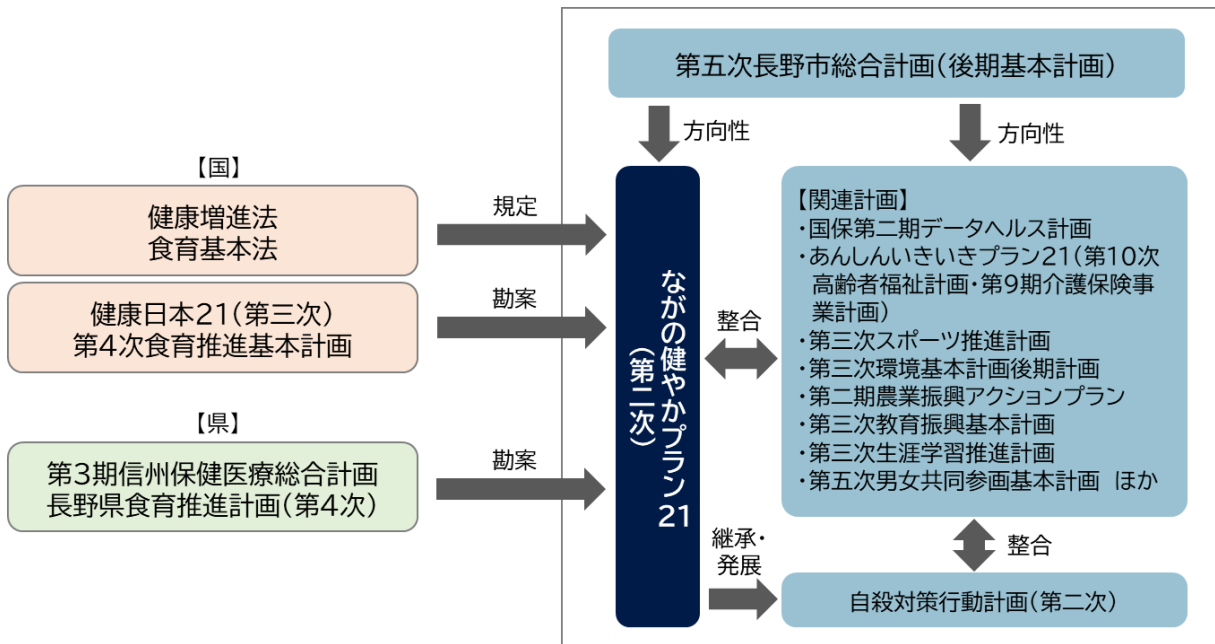 第五次長野市総合計画(後期基本計画)
方向性
方向性
【国】
健康増進法
食育基本法
規定
健康日本21(第三次)
第4次食育推進基本計画
勘案
【県】
第3期信州保健医療総合計画
長野県食育推進計画(第4次)
勘案
ながの健やかプラン21
(第二次)
整合
【関連計画】
・国保第二期データヘルス計画
・あんしんいきいきプラン21(第10次
高齢者福祉計画・第9期介護保険事
業計画)
・第三次スポーツ推進計画
・第三次環境基本計画後期計画
・第二期農業振興アクションプラン
・第三次教育振興基本計画
・第三次生涯学習推進計画
・第五次男女共同参画基本計画 ほか
整合
継承・
発展
自殺対策行動計画(第二次)